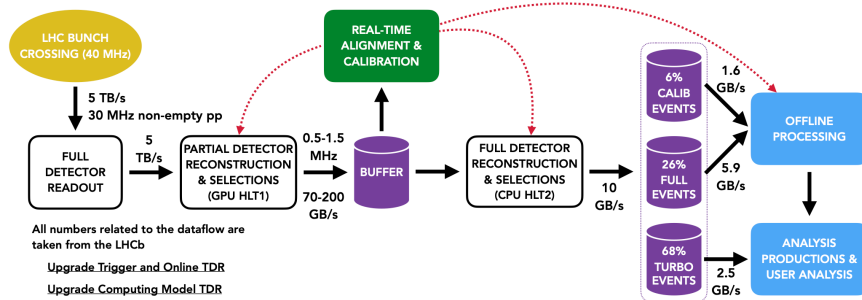 LHC BUNCH
CROSSING (40 MHz)
5 TB/s
30 MHz non-empty pp
FULL
DETECTOR
READOUT
5
TB/s
PARTIAL DETECTOR
RECONSTRUCTION
& SELECTIONS
(GPU HLT1)
0.5-1.5
MHz
70-200
GB/s
REAL-TIME
ALIGNMENT &
CALIBRATION
BUFFER
FULL DETECTOR
RECONSTRUCTION
& SELECTIONS
(CPU HLT2)
10
GB/s
6%
CALIB
EVENTS
26%
FULL
EVENTS
68%
TURBO
EVENTS
1.6
GB/s
5.9
GB/s
2.5
GB/s
OFFLINE
PROCESSING
ANALYSIS
PRODUCTIONS &
USER ANALYSIS
All numbers related to the dataflow are
taken from the LHCb
Upgrade Trigger and Online TDR
Upgrade Computing Model TDR